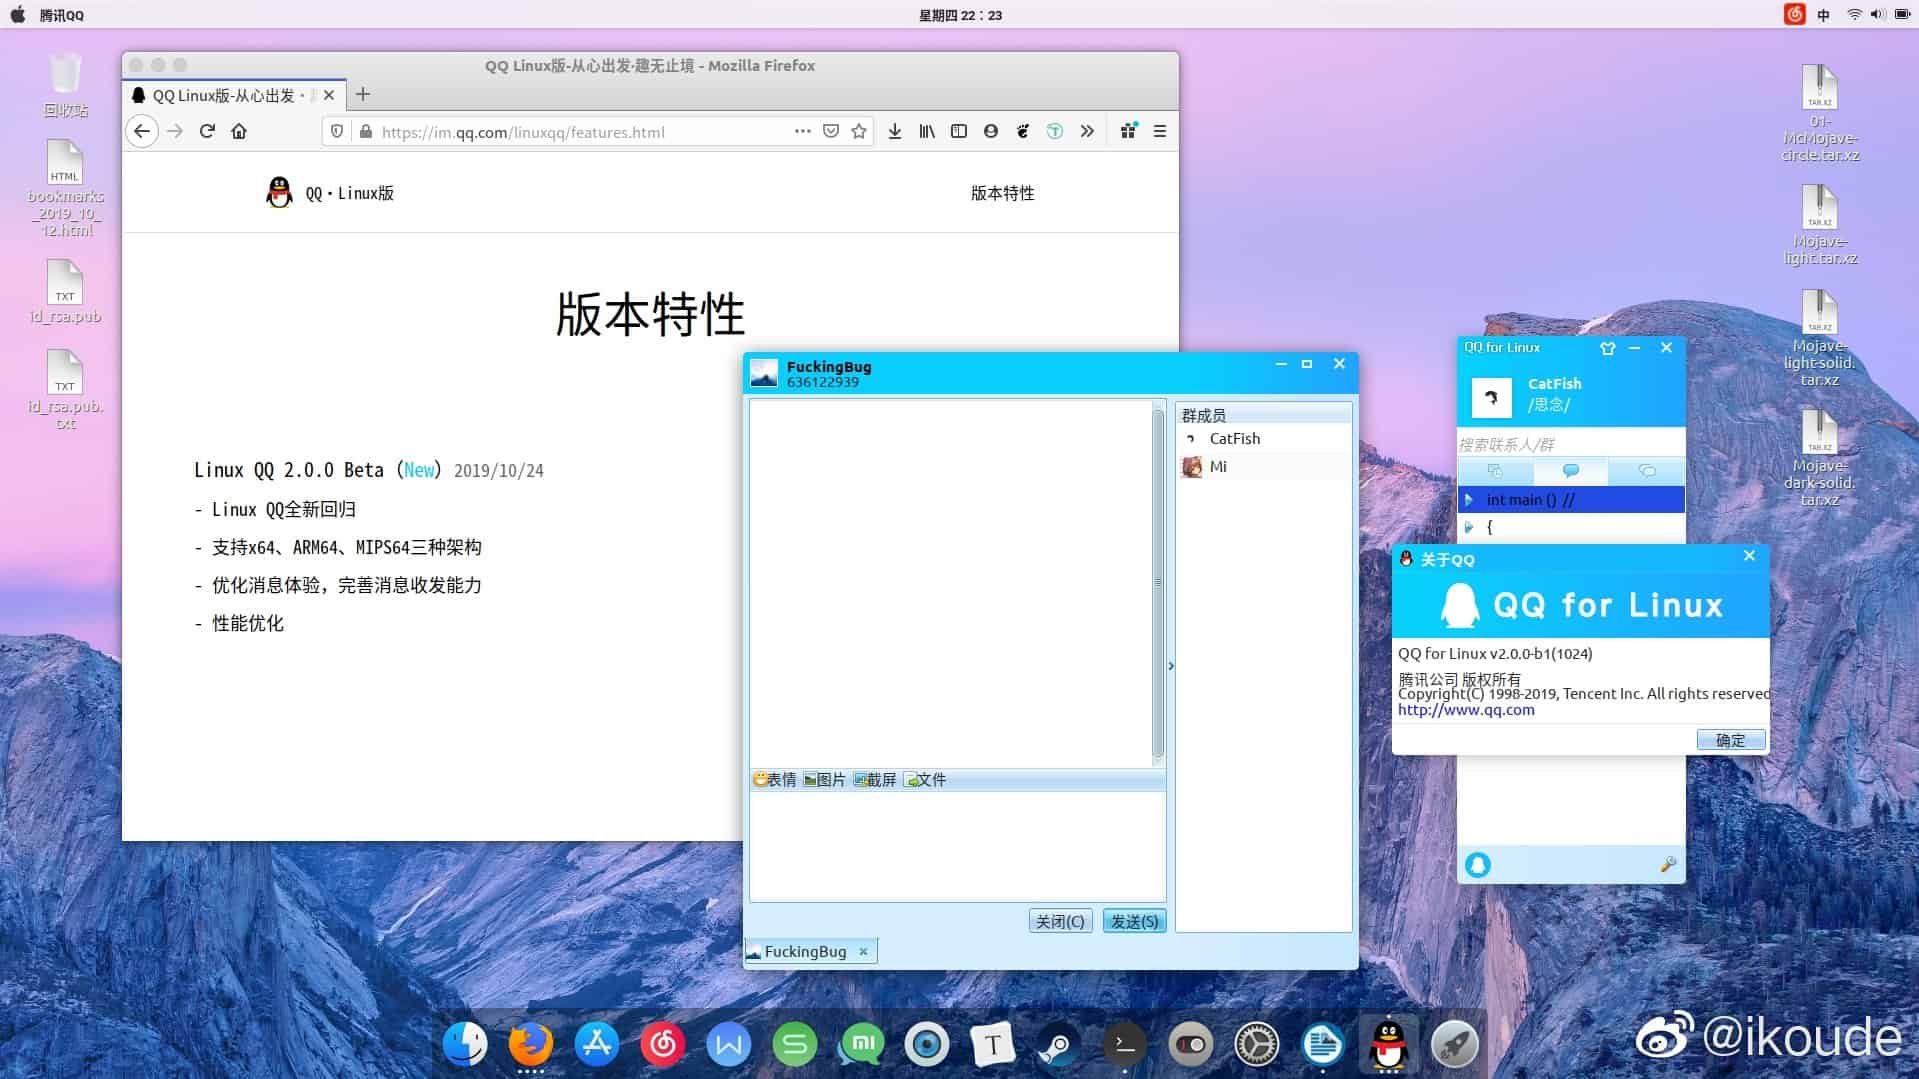 腾讯QQ
星期四 22：23
中
回收站
HTML
bookmarks
_2019_10_
12.html
TXT
id_rsa.pub
TXT
id_rsa.pub.
txt
QQ Linux版-从心出发·趣无止境 - Mozilla Firefox
QQ Linux版-从心出发·
https://im.qq.com/linuxqq/features.html
QQ·Linux版
版本特性
版本特性
Linux QQ 2.0.0 Beta（New）2019/10/24
- Linux QQ全新回归
- 支持x64、ARM64、MIPS64三种架构
- 优化消息体验，完善消息收发能力
- 性能优化
FuckingBug
636122939
群成员
CatFish
Mi
表情 图片 截屏 文件
关闭(C) 发送(S)
FuckingBug
QQ for Linux
CatFish
/思念/
搜索联系人/群
int main () //
{
关于QQ
QQ for Linux
QQ for Linux v2.0.0-b1(1024)
腾讯公司 版权所有
Copyright(C) 1998-2019, Tencent Inc. All rights reserved
http://www.qq.com
确定
TAR.XZ
01-
McMojave-
circle.tar.xz
TAR.XZ
Mojave-
light.tar.xz
TAR.XZ
Mojave-
light-solid.
tar.xz
TAR.XZ
Mojave-
dark-solid.
tar.xz
W
S
mi
T
@ikoude